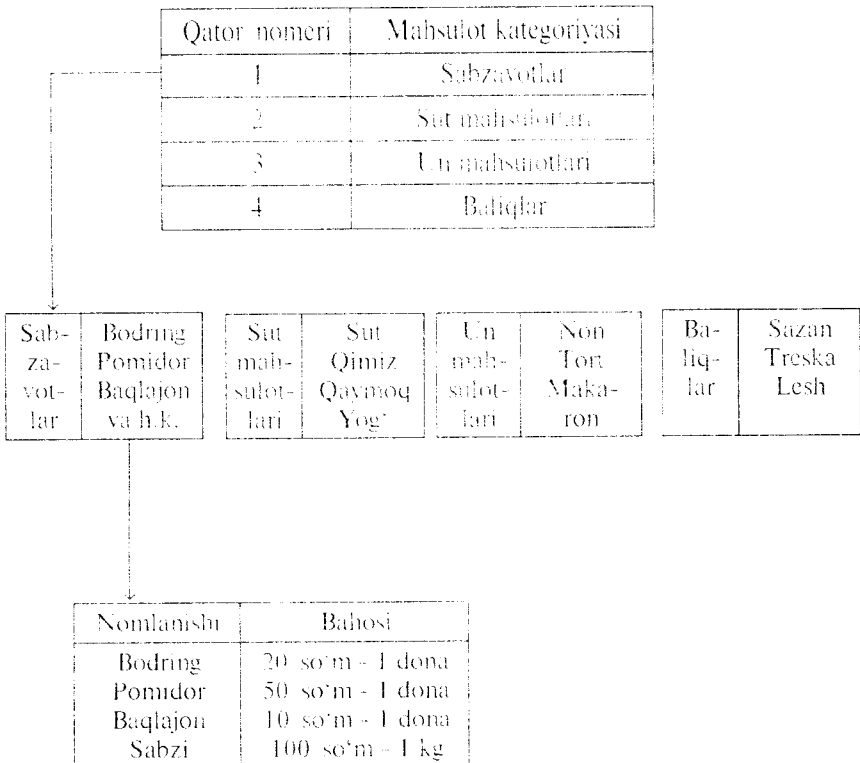 Qator nomeri Mahsulot kategoriyasi
1 Sabzavotlar
2 Sut mahsulotlari
3 Un mahsulotlari
4 Baliqlar
Sab-
za-
vot-
lar
Bodring
Pomidor
Baqlajon
va h.k.
Sut
mah-
sulot-
lari
Sut
Qimiz
Qaymoq
Yog‘
Un
mah-
sulot-
lari
Non
Tort
Maka-
ron
Ba-
liq-
lar
Sazan
Treska
Lesh
Nomlanishi Bahosi
Bodring 20 so‘m - 1 dona
Pomidor 50 so‘m - 1 dona
Baqlajon 10 so‘m - 1 dona
Sabzi 100 so‘m - 1 kg